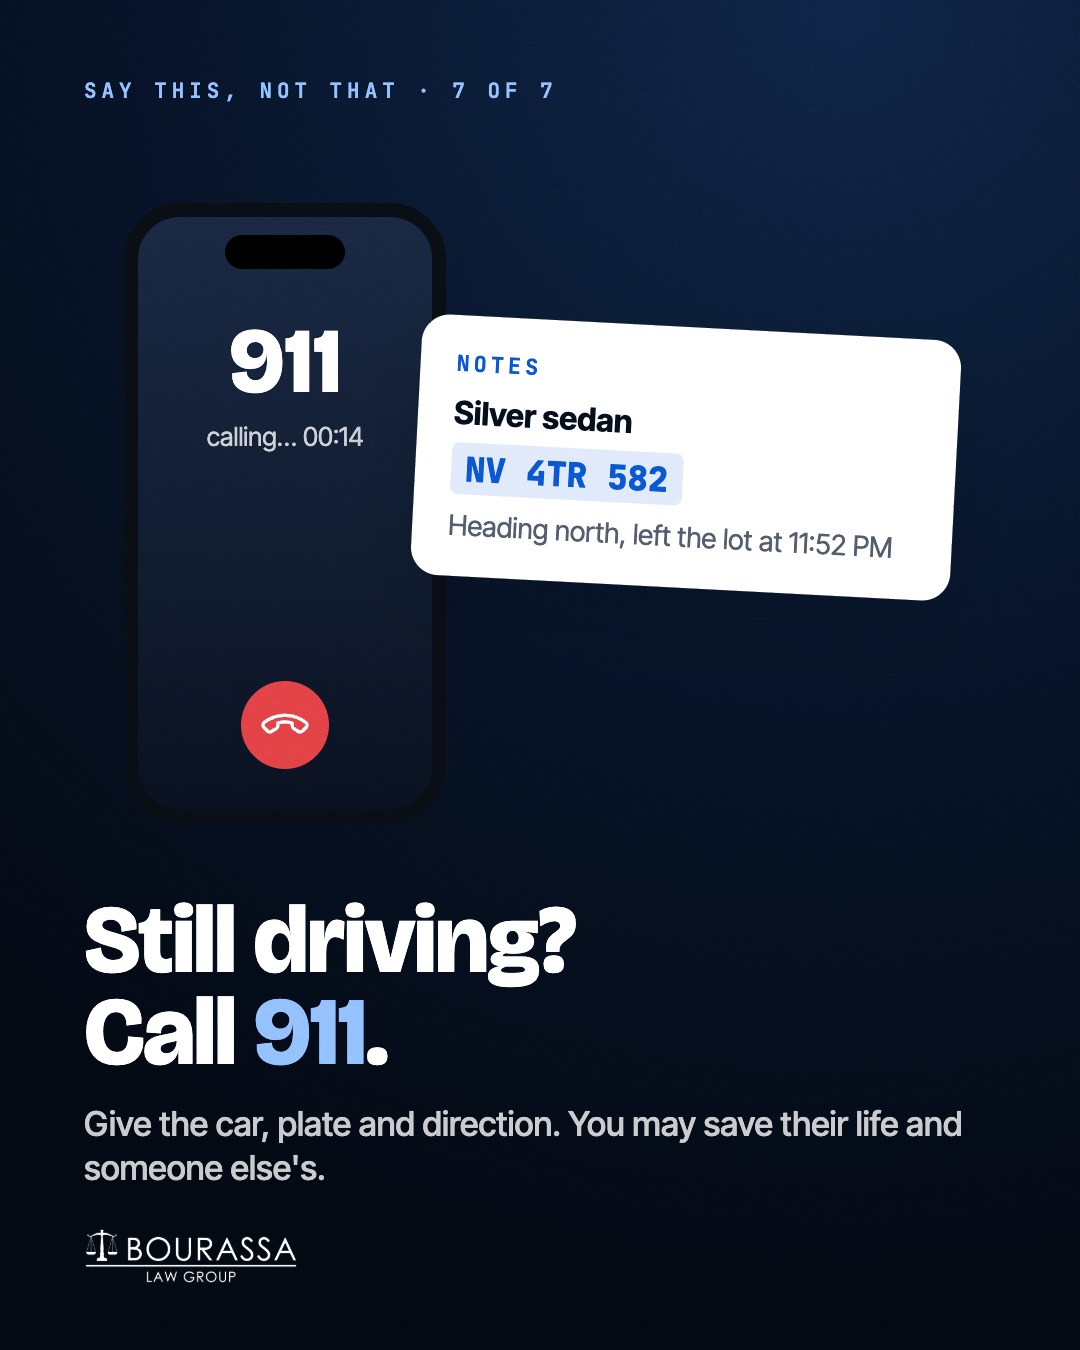 SAY THIS, NOT THAT · 7 OF 7
911
calling... 00:14
NOTES
Silver sedan
NV 4TR 582
Heading north, left the lot at 11:52 PM
Still driving?
Call 911.
Give the car, plate and direction. You may save their life and
someone else's.
BOURASSA
LAW GROUP